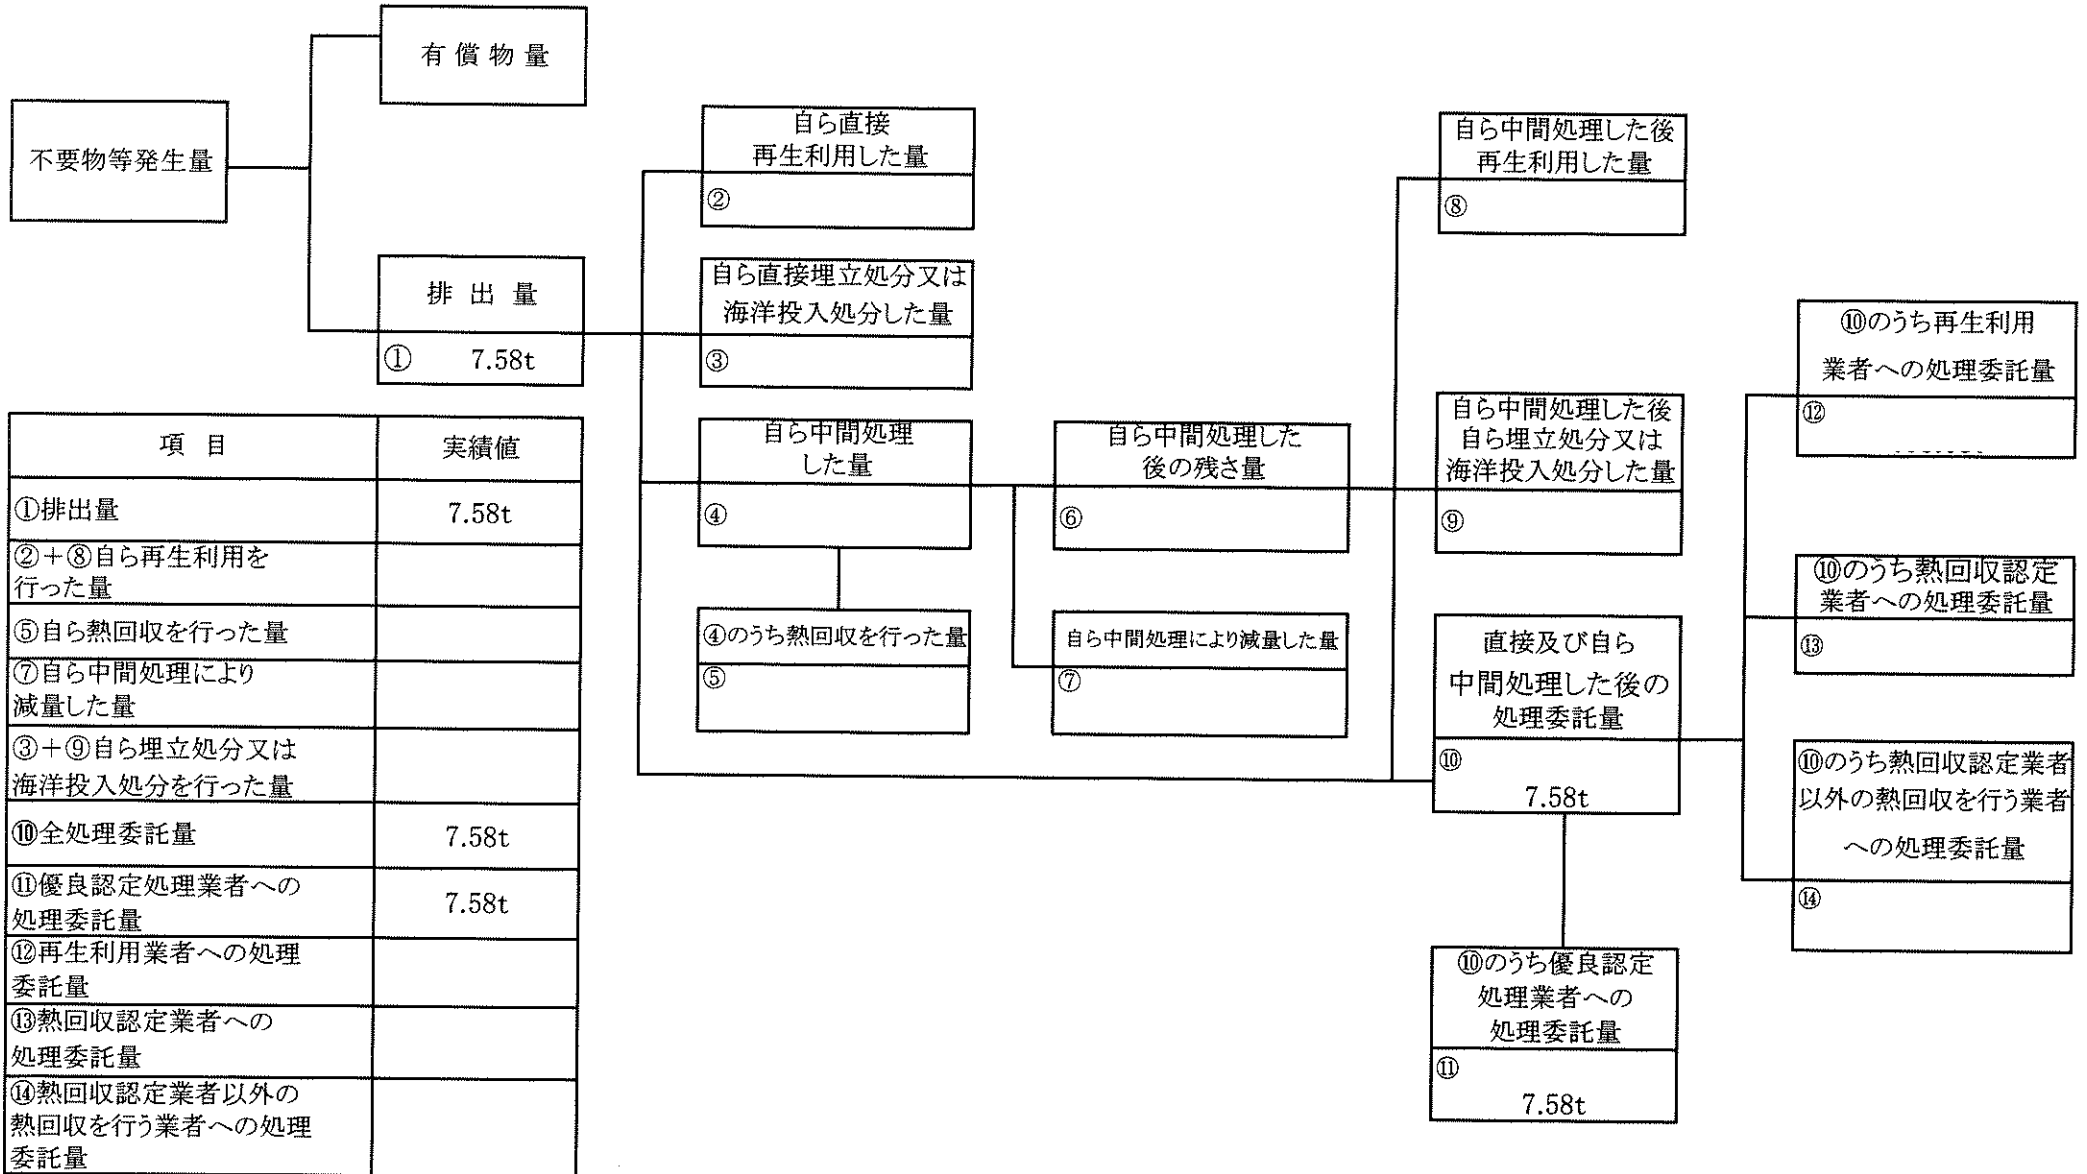 有償物量
不要物等発生量
排出量
① 7.58t
自ら直接
再生利用した量
②
自ら直接埋立処分又は
海洋投入処分した量
③
自ら中間処理
した量
④
④のうち熱回収を行った量
⑤
自ら中間処理した
後の残さ量
⑥
自ら中間処理により減量した量
⑦
自ら中間処理した後
再生利用した量
⑧
自ら中間処理した後
自ら埋立処分又は
海洋投入処分した量
⑨
直接及び自ら
中間処理した後の
処理委託量
⑩
7.58t
⑩のうち優良認定
処理業者への
処理委託量
⑪
7.58t
⑩のうち再生利用
業者への処理委託量
⑫
⑩のうち熱回収認定
業者への処理委託量
⑬
⑩のうち熱回収認定業者
以外の熱回収を行う業者
への処理委託量
⑭
項目 実績値
①排出量 7.58t
②＋⑧自ら再生利用を
行った量
⑤自ら熱回収を行った量
⑦自ら中間処理により
減量した量
③＋⑨自ら埋立処分又は
海洋投入処分を行った量
⑩全処理委託量 7.58t
⑪優良認定処理業者への
処理委託量 7.58t
⑫再生利用業者への処理
委託量
⑬熱回収認定業者への
処理委託量
⑭熱回収認定業者以外の
熱回収を行う業者への処理
委託量